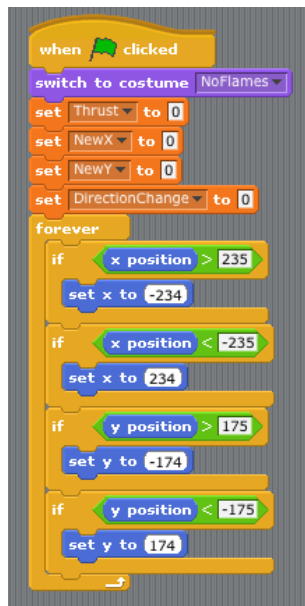 when clicked
switch to costume NoFlames
set Thrust to 0
set NewX to 0
set NewY to 0
set DirectionChange to 0
forever
if x position > 235
set x to -234
if x position < -235
set x to 234
if y position > 175
set y to -174
if y position < -175
set y to 174